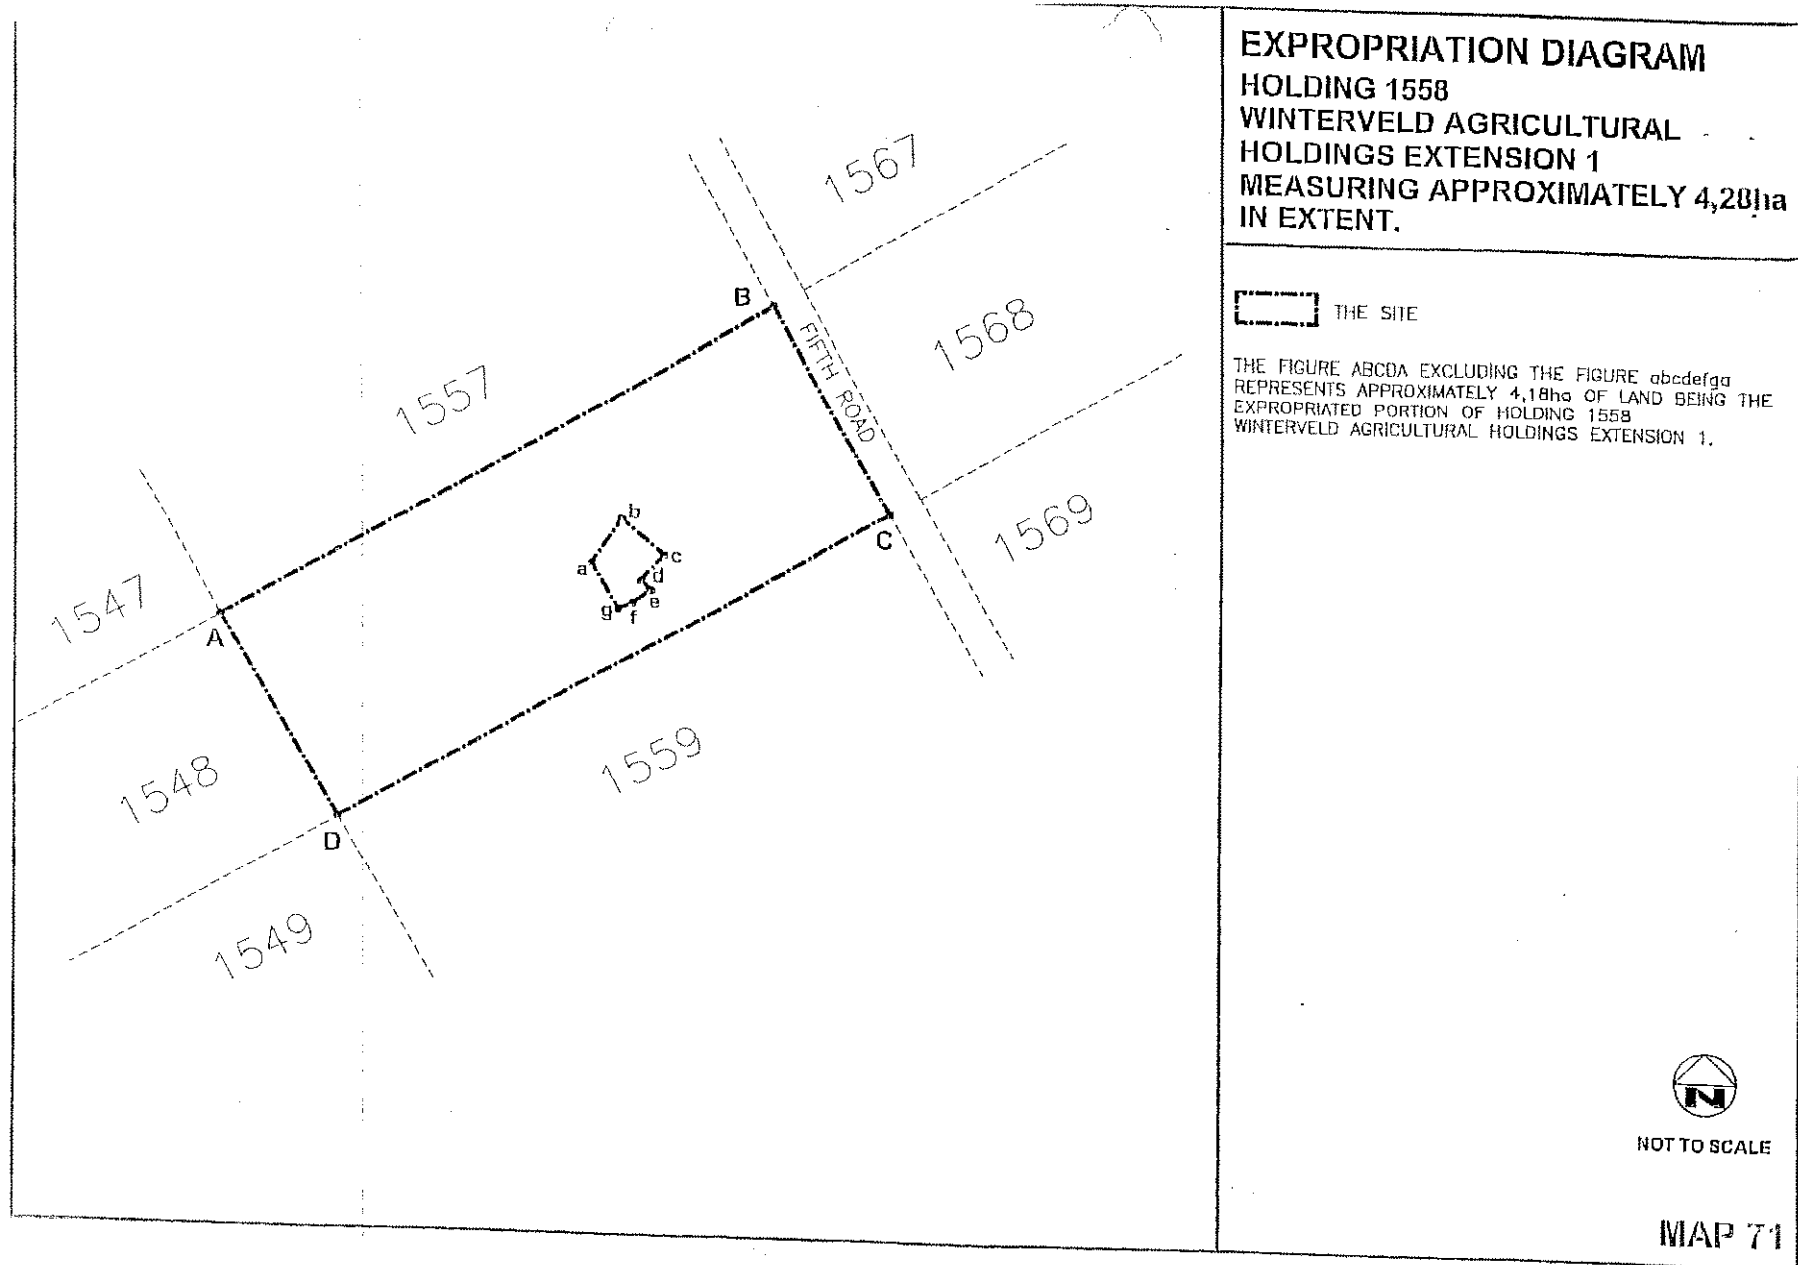 EXPROPRIATION DIAGRAM
HOLDING 1558
WINTERVELD AGRICULTURAL
HOLDINGS EXTENSION 1
MEASURING APPROXIMATELY 4,28ha
IN EXTENT.
THE SITE
THE FIGURE ABCDA EXCLUDING THE FIGURE abcdefga
REPRESENTS APPROXIMATELY 4,18ha OF LAND BEING THE
EXPROPRIATED PORTION OF HOLDING 1558
WINTERVELD AGRICULTURAL HOLDINGS EXTENSION 1.
1567
B
1568
FIFTH ROAD
1557
b
1569
C
c
a
d
e
g
f
1547
A
1559
1548
D
1549
N
NOT TO SCALE
MAP 71